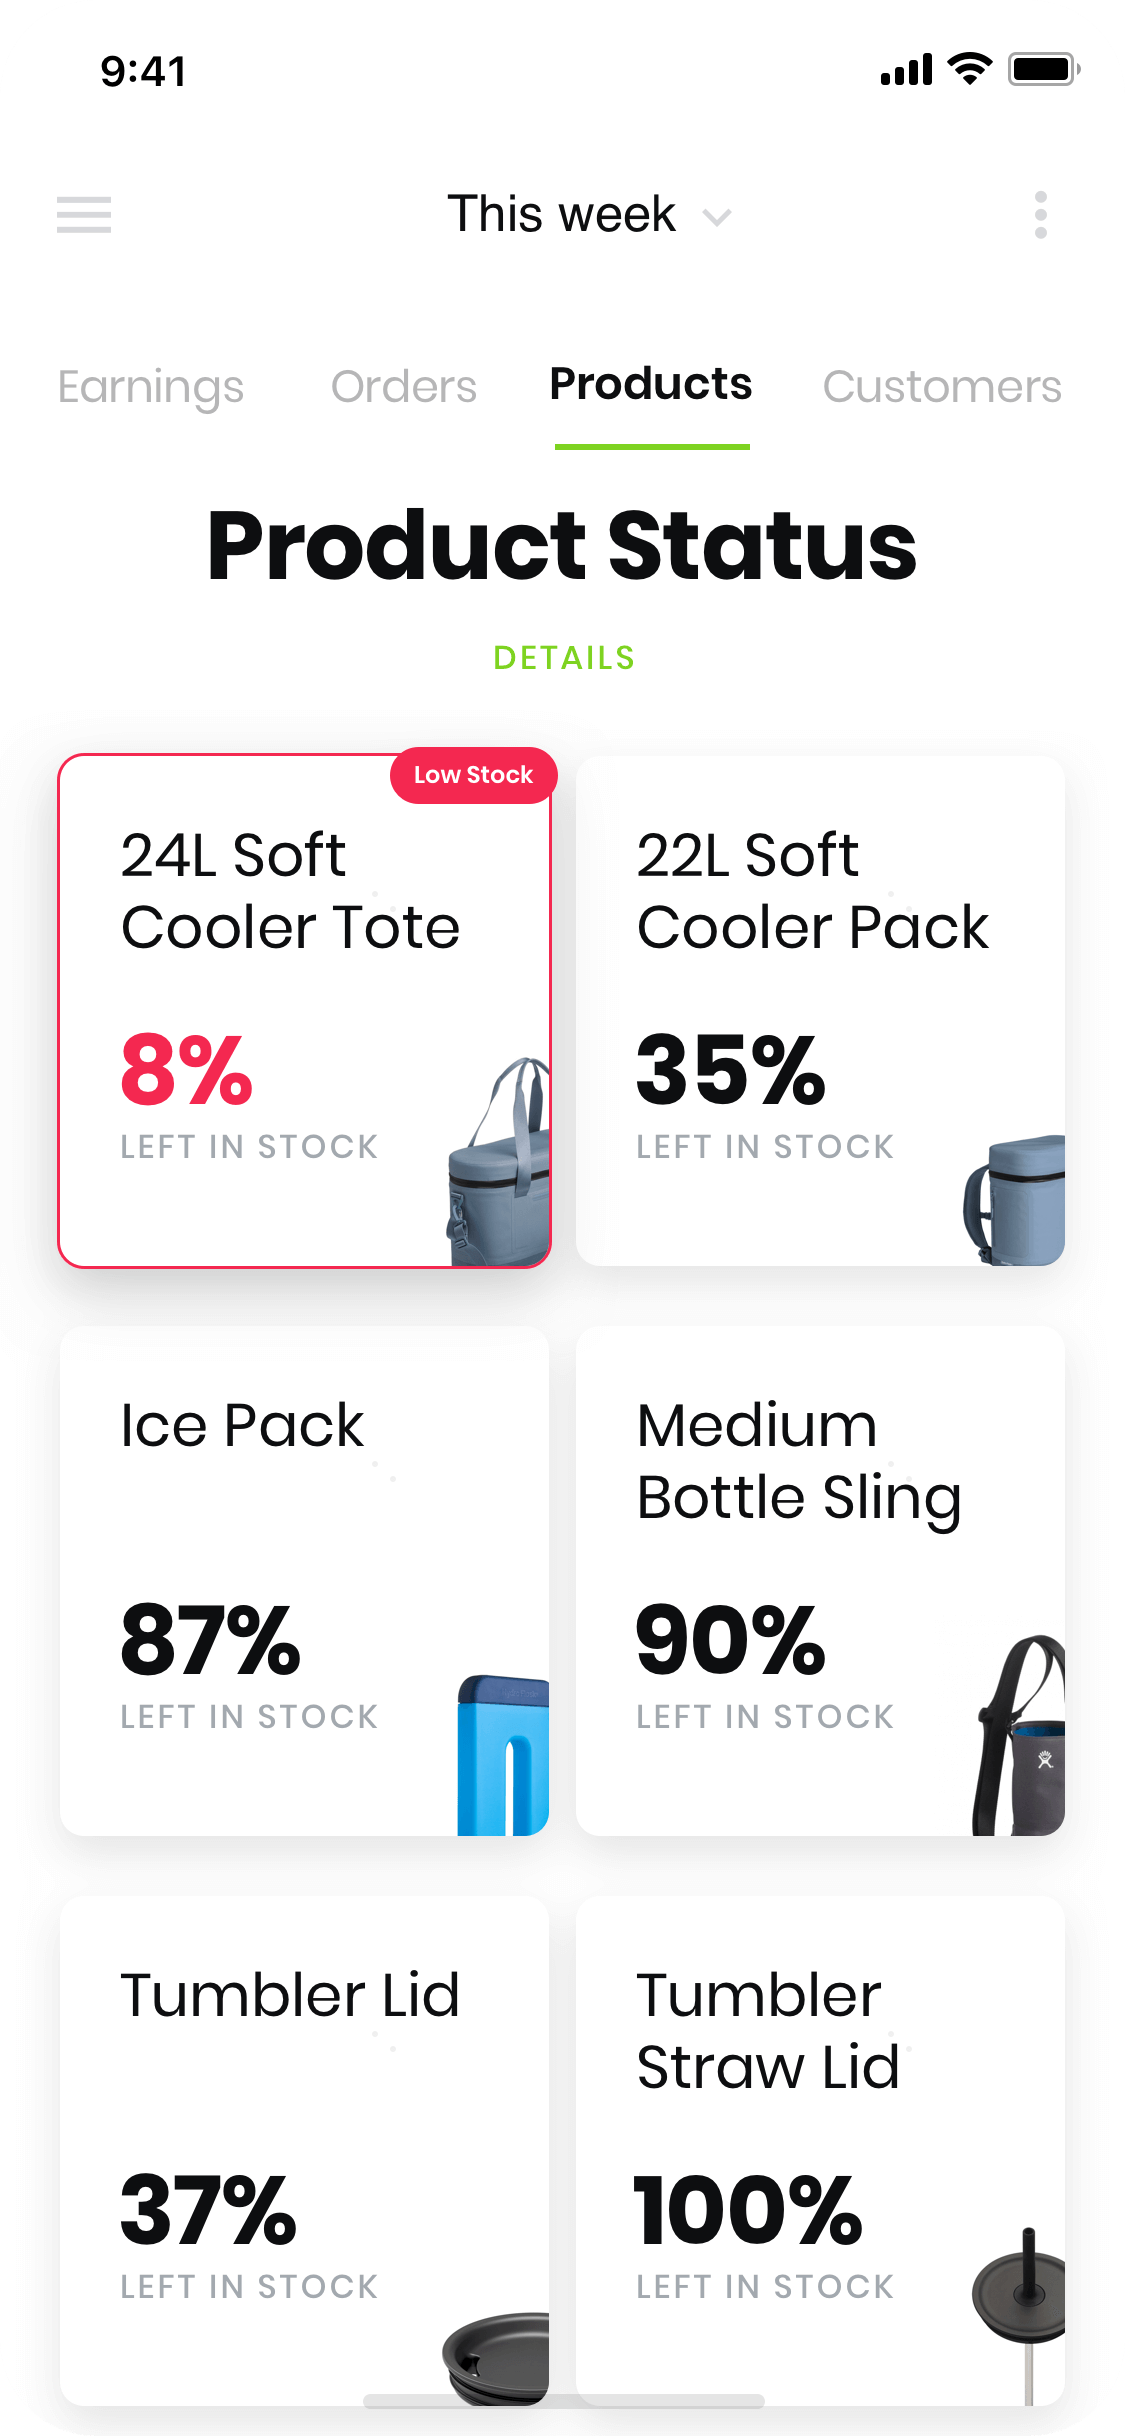 9:41
This week
Earnings
Orders
Products
Customers
Product Status
DETAILS
Low Stock
24L Soft
Cooler Tote
8%
LEFT IN STOCK
22L Soft
Cooler Pack
35%
LEFT IN STOCK
Ice Pack
87%
LEFT IN STOCK
Medium
Bottle Sling
90%
LEFT IN STOCK
Tumbler Lid
37%
LEFT IN STOCK
Tumbler
Straw Lid
100%
LEFT IN STOCK